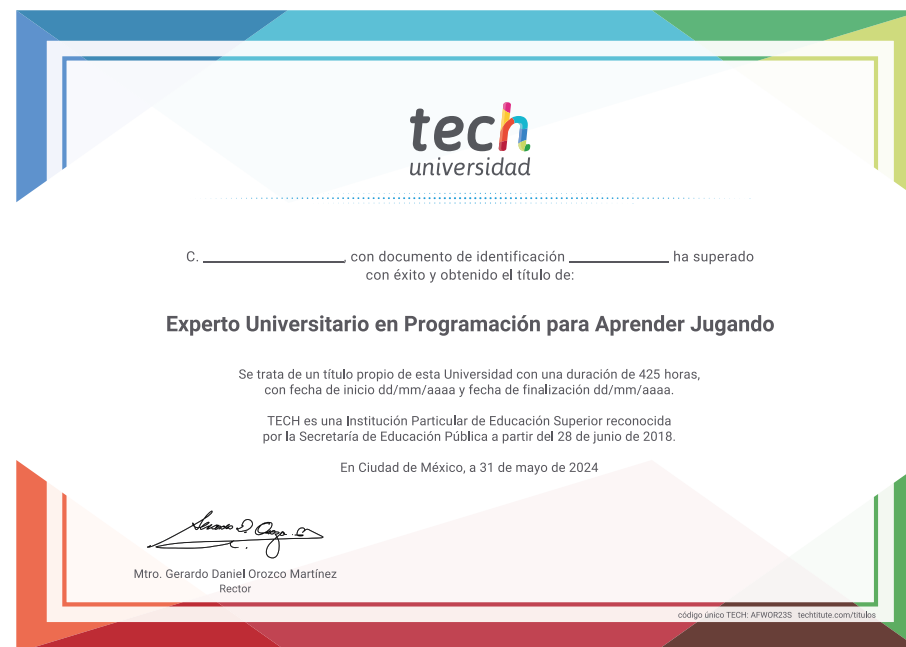 tech
universidad
C. ____________________, con documento de identificación ______________ ha superado
con éxito y obtenido el título de:
Experto Universitario en Programación para Aprender Jugando
Se trata de un título propio de esta Universidad con una duración de 425 horas,
con fecha de inicio dd/mm/aaaa y fecha de finalización dd/mm/aaaa.
TECH es una Institución Particular de Educación Superior reconocida
por la Secretaría de Educación Pública a partir del 28 de junio de 2018.
En Ciudad de México, a 31 de mayo de 2024
Mtro. Gerardo Daniel Orozco Martínez
Rector
código único TECH: AFWOR23S techtitute.com/titulos